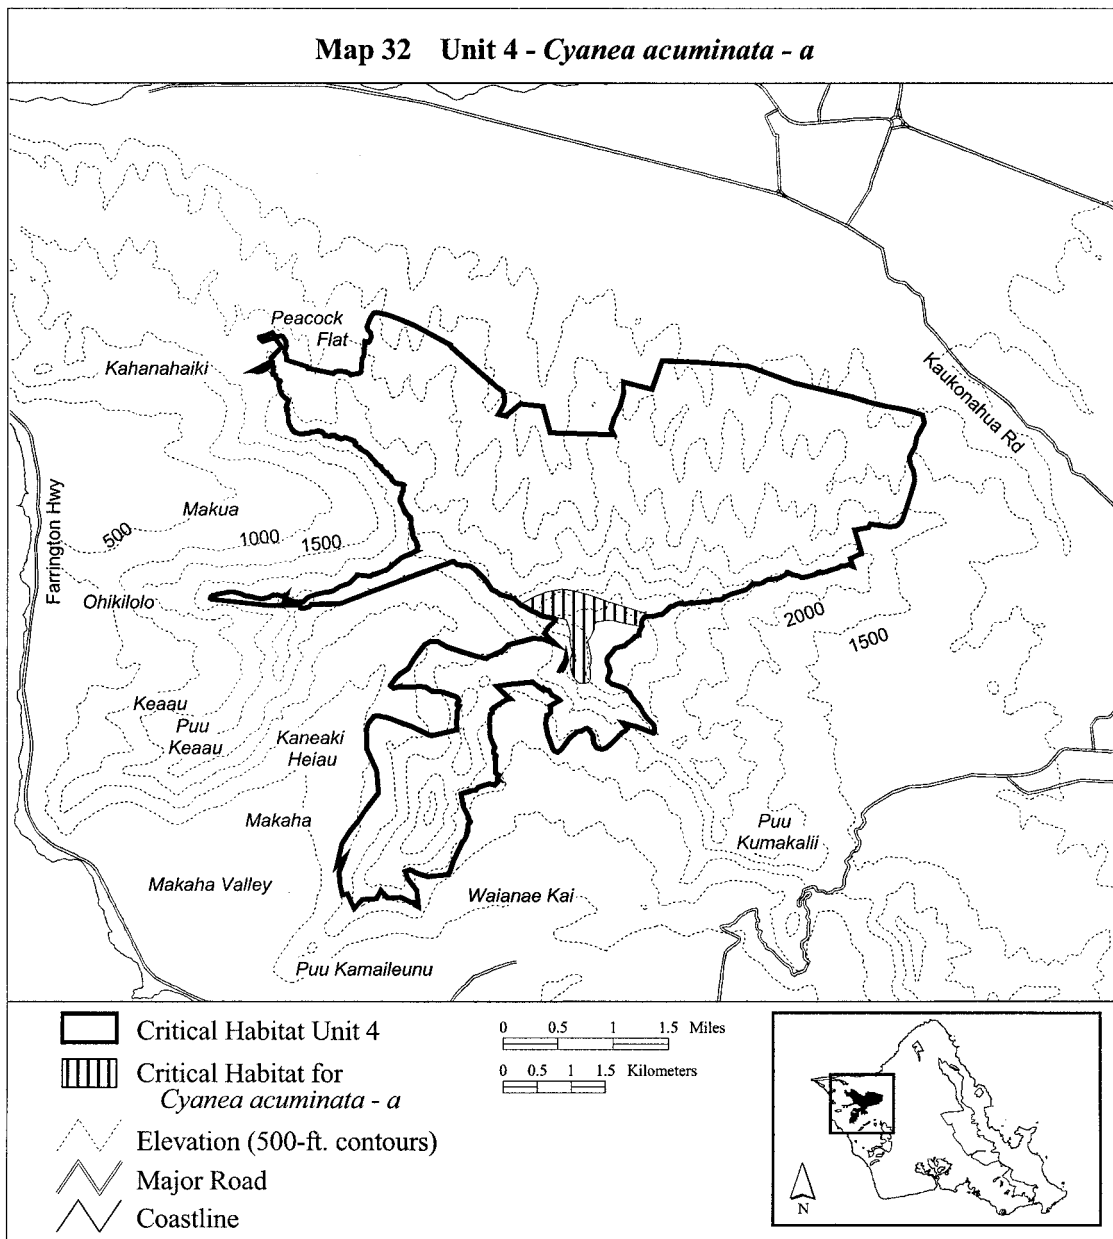 Map 32 Unit 4 - Cyanea acuminata - a
Peacock
Flat
Kahanahaiki
Kaukonahua Rd
Farrington Hwy
Makua
500
1000
1500
Ohikilolo
2000
1500
Keaau
Puu
Keaau
Kaneaki
Heiau
Makaha
Puu
Kumakalii
Makaha Valley
Waianae Kai
Puu Kamaileunu
Critical Habitat Unit 4
Critical Habitat for
Cyanea acuminata - a
Elevation (500-ft. contours)
Major Road
Coastline
0 0.5 1 1.5 Miles
0 0.5 1 1.5 Kilometers
N